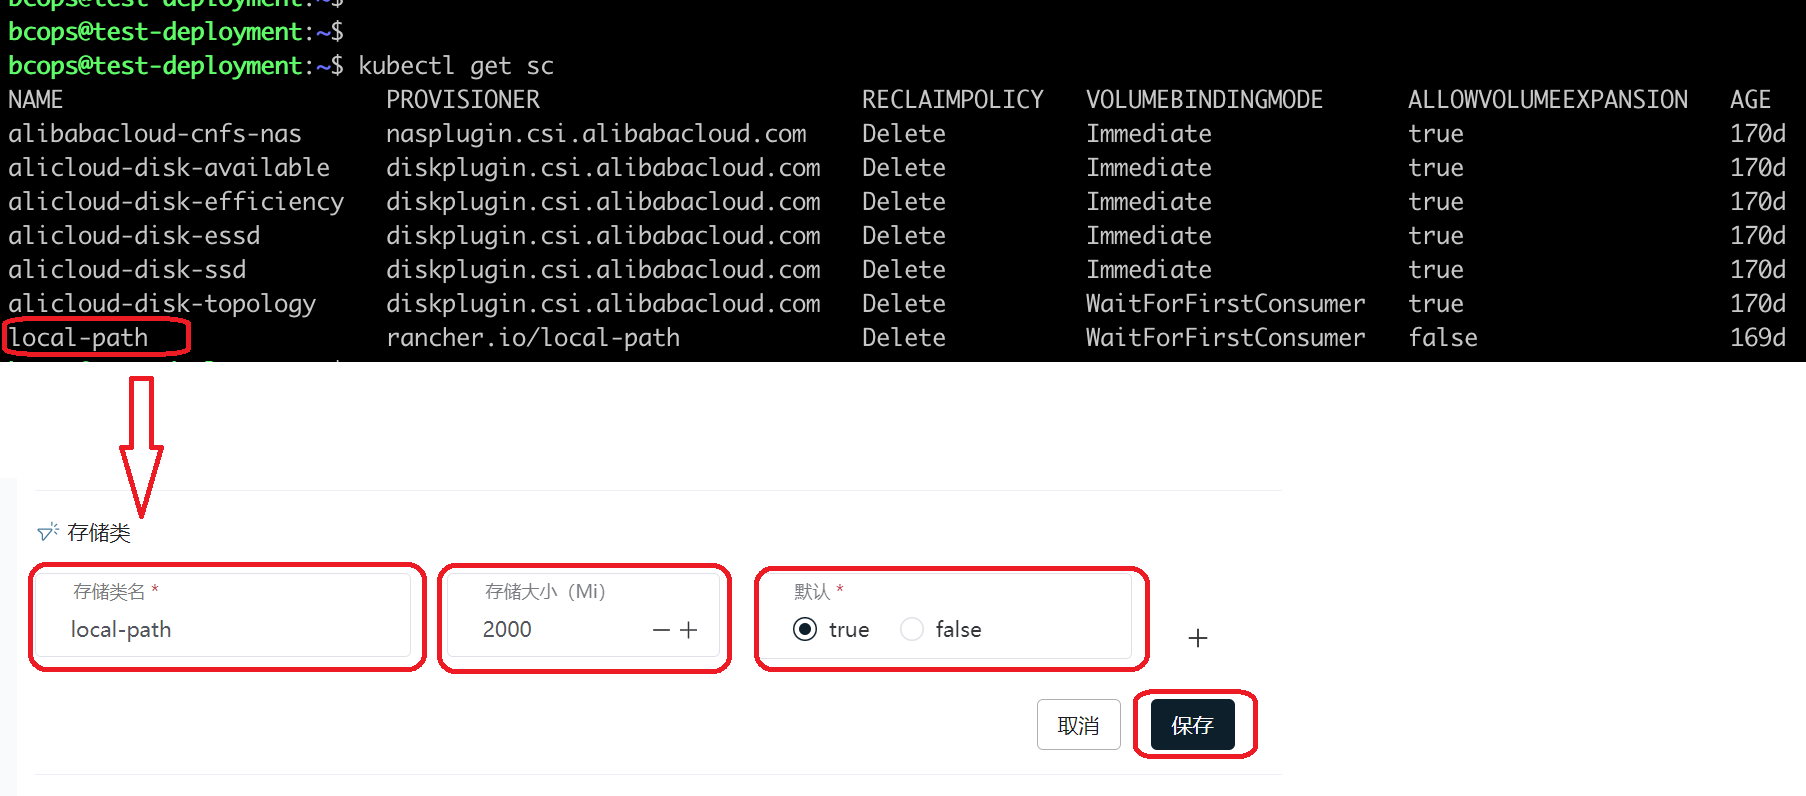 bcops@test-deployment:~$
bcops@test-deployment:~$
bcops@test-deployment:~$ kubectl get sc
NAME PROVISIONER RECLAIMPOLICY VOLUMEBINDINGMODE ALLOWVOLUMEEXPANSION AGE
alibabacloud-cnfs-nas nasplugin.csi.alibabacloud.com Delete Immediate true 170d
alicloud-disk-available diskplugin.csi.alibabacloud.com Delete Immediate true 170d
alicloud-disk-efficiency diskplugin.csi.alibabacloud.com Delete Immediate true 170d
alicloud-disk-essd diskplugin.csi.alibabacloud.com Delete Immediate true 170d
alicloud-disk-ssd diskplugin.csi.alibabacloud.com Delete Immediate true 170d
alicloud-disk-topology diskplugin.csi.alibabacloud.com Delete WaitForFirstConsumer true 170d
local-path rancher.io/local-path Delete WaitForFirstConsumer false 169d
存储类
存储类名 * 存储大小（Mi） 默认 *
local-path 2000 true false
取消 保存